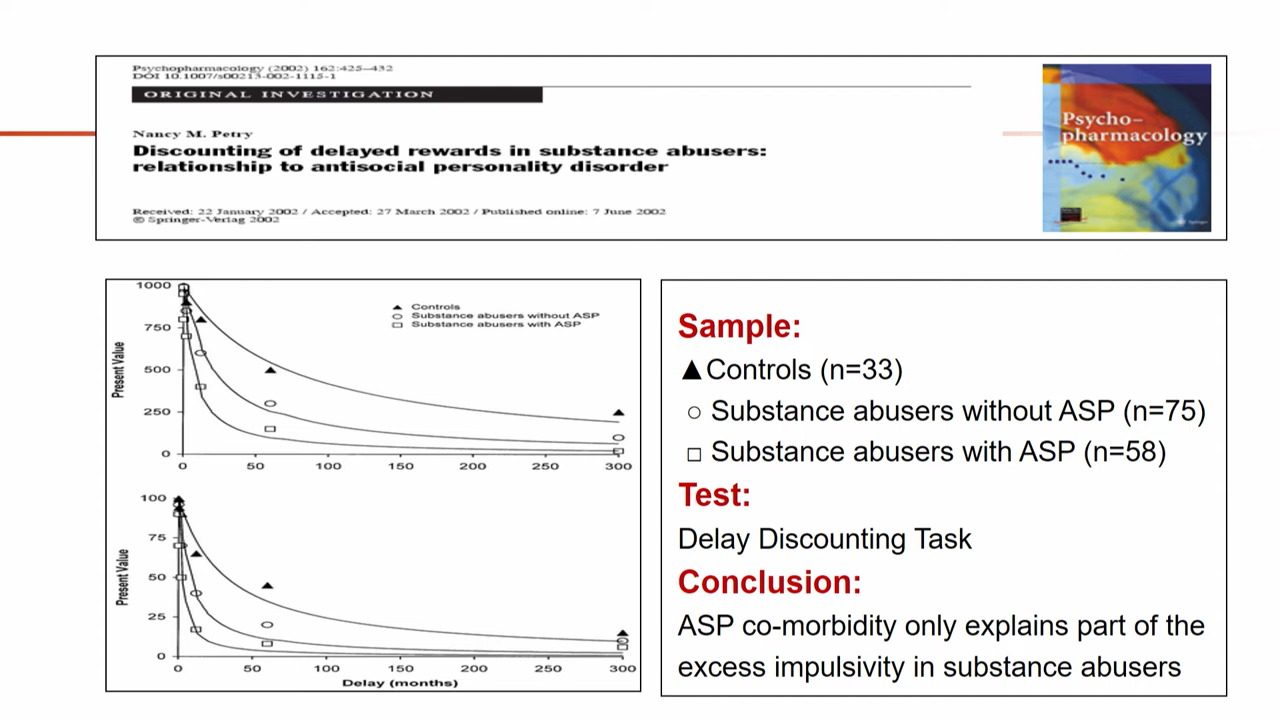 Psychopharmacology (2002) 162:425–432
DOI 10.1007/s00213-002-1115-1
ORIGINAL INVESTIGATION
Nancy M. Petry
Discounting of delayed rewards in substance abusers:
relationship to antisocial personality disorder
Received: 22 January 2002 / Accepted: 27 March 2002 / Published online: 7 June 2002
© Springer-Verlag 2002
Psycho-
pharmacology
Springer
1000
750
500
250
0
Present Value
▲ Controls
○ Substance abusers without ASP
□ Substance abusers with ASP
0 50 100 150 200 250 300
100
75
50
25
0
Present Value
0 50 100 150 200 250 300
Delay (months)
Sample:
▲Controls (n=33)
○ Substance abusers without ASP (n=75)
□ Substance abusers with ASP (n=58)
Test:
Delay Discounting Task
Conclusion:
ASP co-morbidity only explains part of the
excess impulsivity in substance abusers